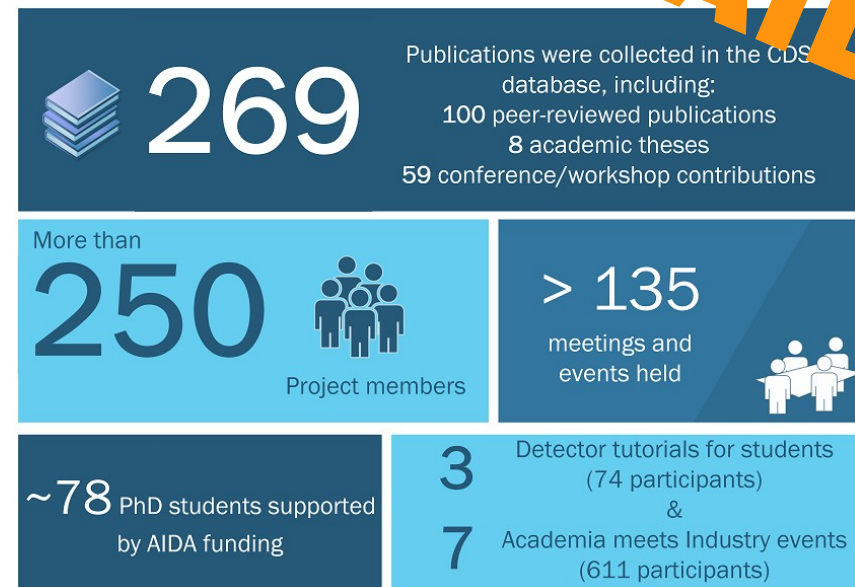 269
Publications were collected in the CDS
database, including:
100 peer-reviewed publications
8 academic theses
59 conference/workshop contributions
More than
250
Project members
> 135
meetings and
events held
~78 PhD students supported
by AIDA funding
3
Detector tutorials for students
(74 participants)
&
7
Academia meets Industry events
(611 participants)